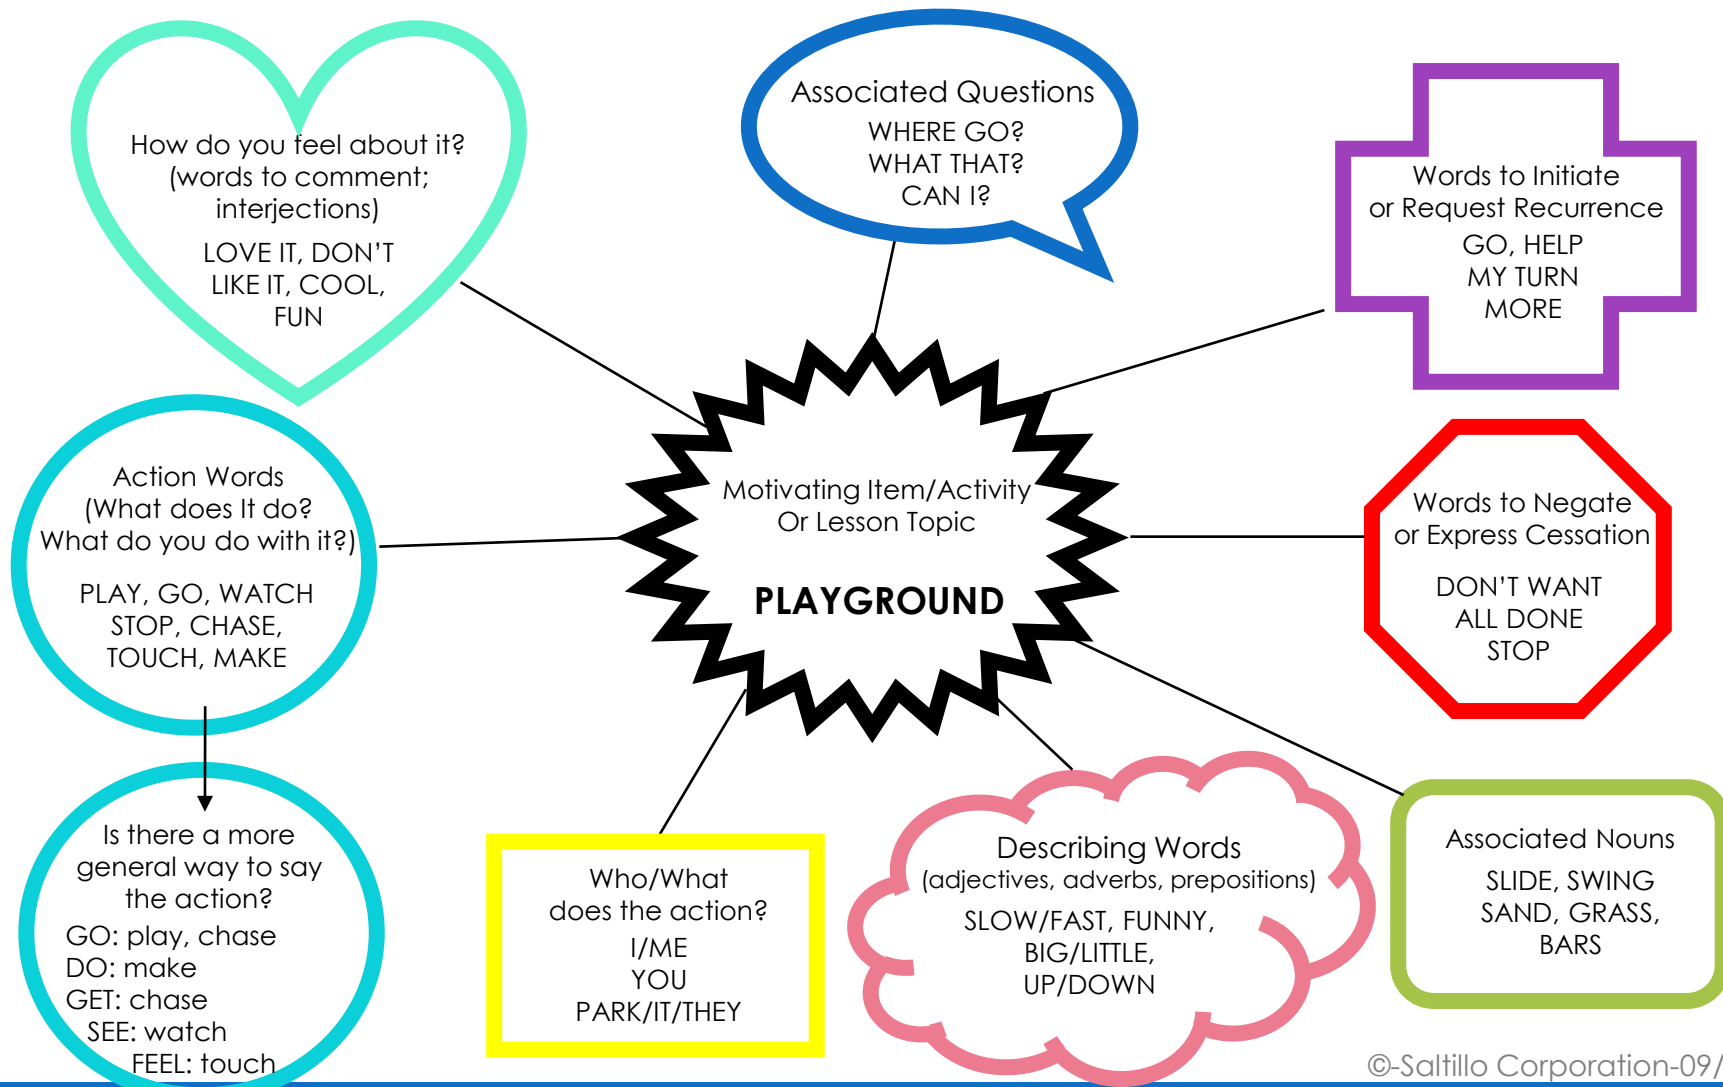 How do you feel about it?
(words to comment;
interjections)
LOVE IT, DON'T
LIKE IT, COOL,
FUN
Associated Questions
WHERE GO?
WHAT THAT?
CAN I?
Words to Initiate
or Request Recurrence
GO, HELP
MY TURN
MORE
Action Words
(What does It do?
What do you do with it?)
PLAY, GO, WATCH
STOP, CHASE,
TOUCH, MAKE
Motivating Item/Activity
Or Lesson Topic
PLAYGROUND
Words to Negate
or Express Cessation
DON'T WANT
ALL DONE
STOP
Is there a more
general way to say
the action?
GO: play, chase
DO: make
GET: chase
SEE: watch
FEEL: touch
Who/What
does the action?
I/ME
YOU
PARK/IT/THEY
Describing Words
(adjectives, adverbs, prepositions)
SLOW/FAST, FUNNY,
BIG/LITTLE,
UP/DOWN
Associated Nouns
SLIDE, SWING
SAND, GRASS,
BARS
©-Saltillo Corporation-09/